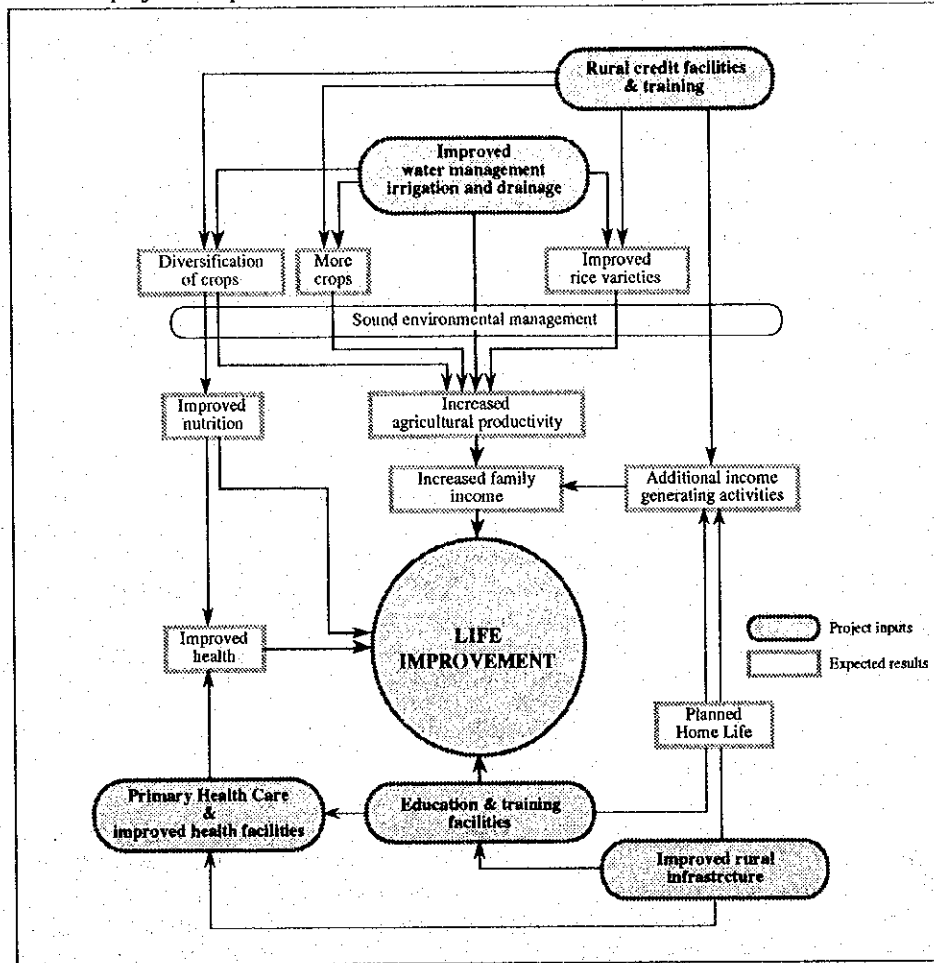 Rural credit facilities
& training
Improved
water management
irrigation and drainage
Diversification
of crops
More
crops
Improved
rice varieties
Sound environmental management
Improved
nutrition
Increased
agricultural productivity
Increased family
income
Additional income
generating activities
Improved
health
LIFE
IMPROVEMENT
Project inputs
Expected results
Planned
Home Life
Primary Health Care
&
improved health facilities
Education & training
facilities
Improved rural
infrastrcture